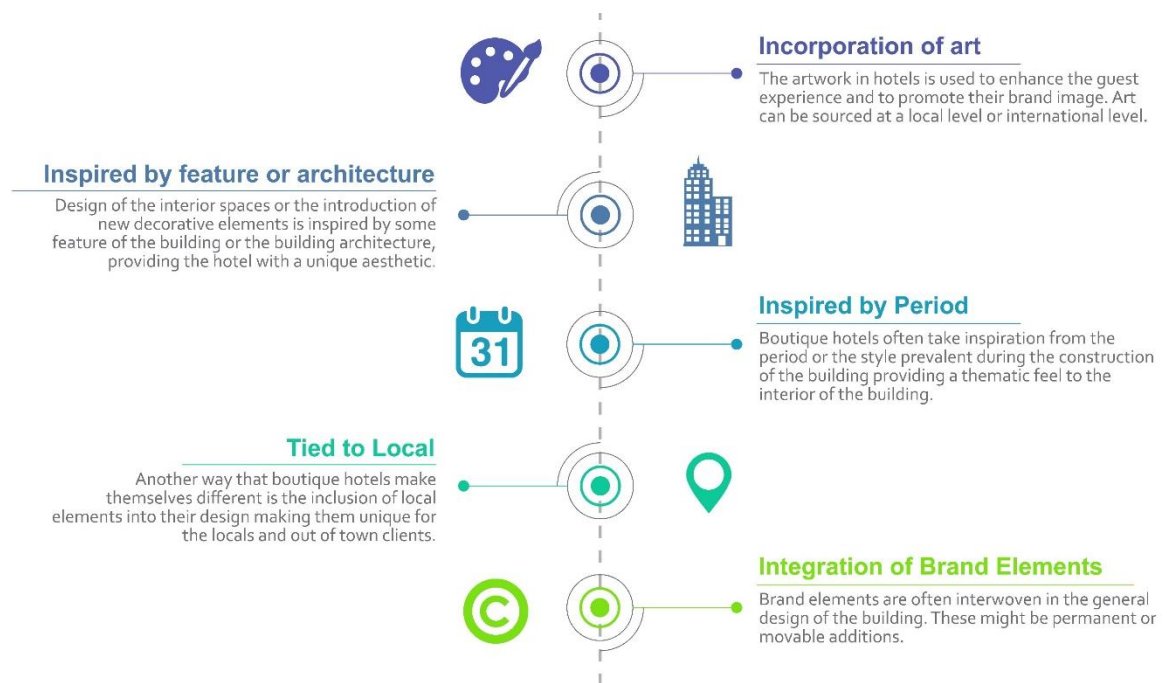 Incorporation of art
The artwork in hotels is used to enhance the guest
experience and to promote their brand image. Art
can be sourced at a local level or international level.
Inspired by feature or architecture
Design of the interior spaces or the introduction of
new decorative elements is inspired by some
feature of the building or the building architecture,
providing the hotel with a unique aesthetic.
31
Inspired by Period
Boutique hotels often take inspiration from the
period or the style prevalent during the construction
of the building providing a thematic feel to the
interior of the building.
Tied to Local
Another way that boutique hotels make
themselves different is the inclusion of local
elements into their design making them unique for
the locals and out of town clients.
C
Integration of Brand Elements
Brand elements are often interwoven in the general
design of the building. These might be permanent or
movable additions.